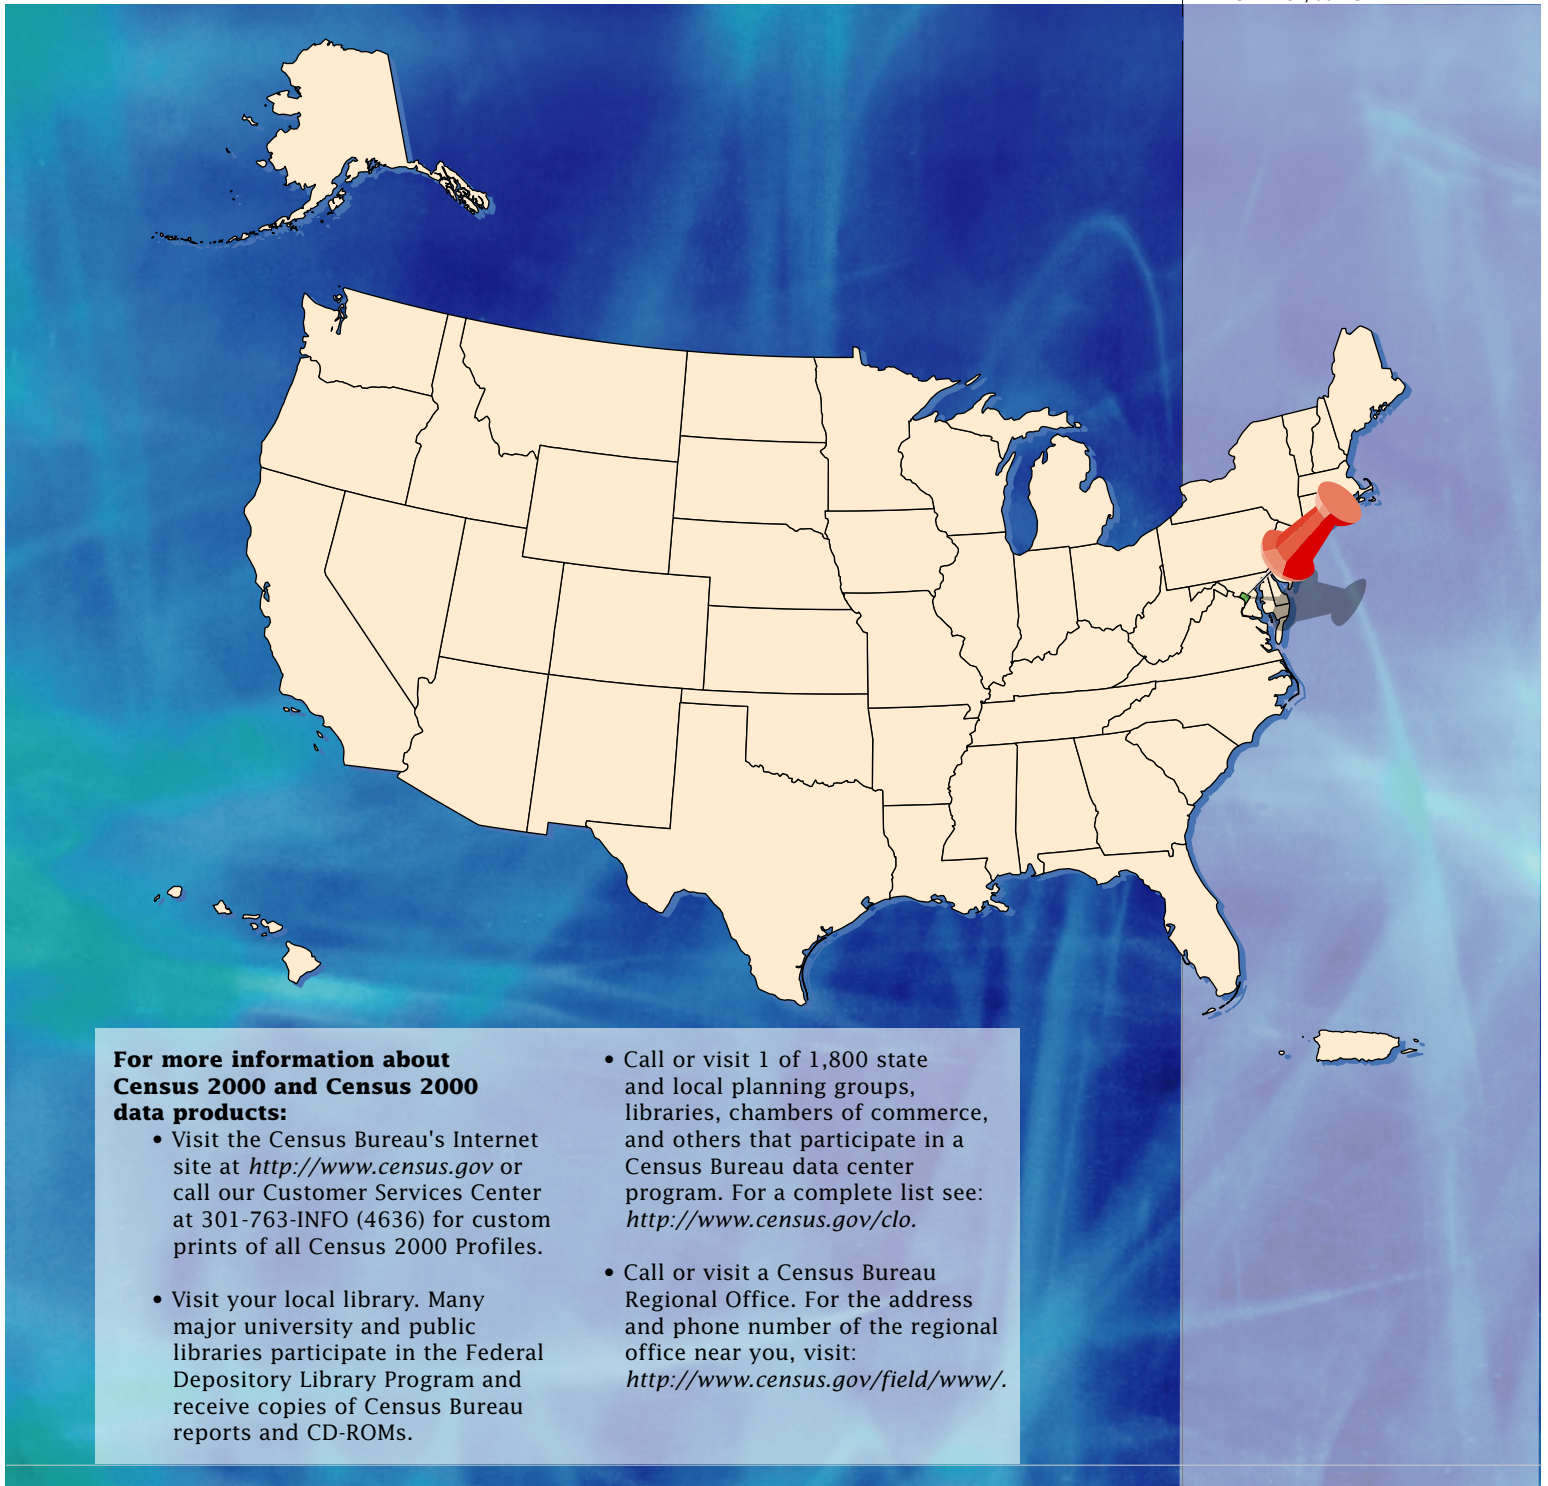 For more information about
Census 2000 and Census 2000
data products:
• Visit the Census Bureau's Internet
site at http://www.census.gov or
call our Customer Services Center
at 301-763-INFO (4636) for custom
prints of all Census 2000 Profiles.
• Visit your local library. Many
major university and public
libraries participate in the Federal
Depository Library Program and
receive copies of Census Bureau
reports and CD-ROMs.
• Call or visit 1 of 1,800 state
and local planning groups,
libraries, chambers of commerce,
and others that participate in a
Census Bureau data center
program. For a complete list see:
http://www.census.gov/clo.
• Call or visit a Census Bureau
Regional Office. For the address
and phone number of the regional
office near you, visit:
http://www.census.gov/field/www/.